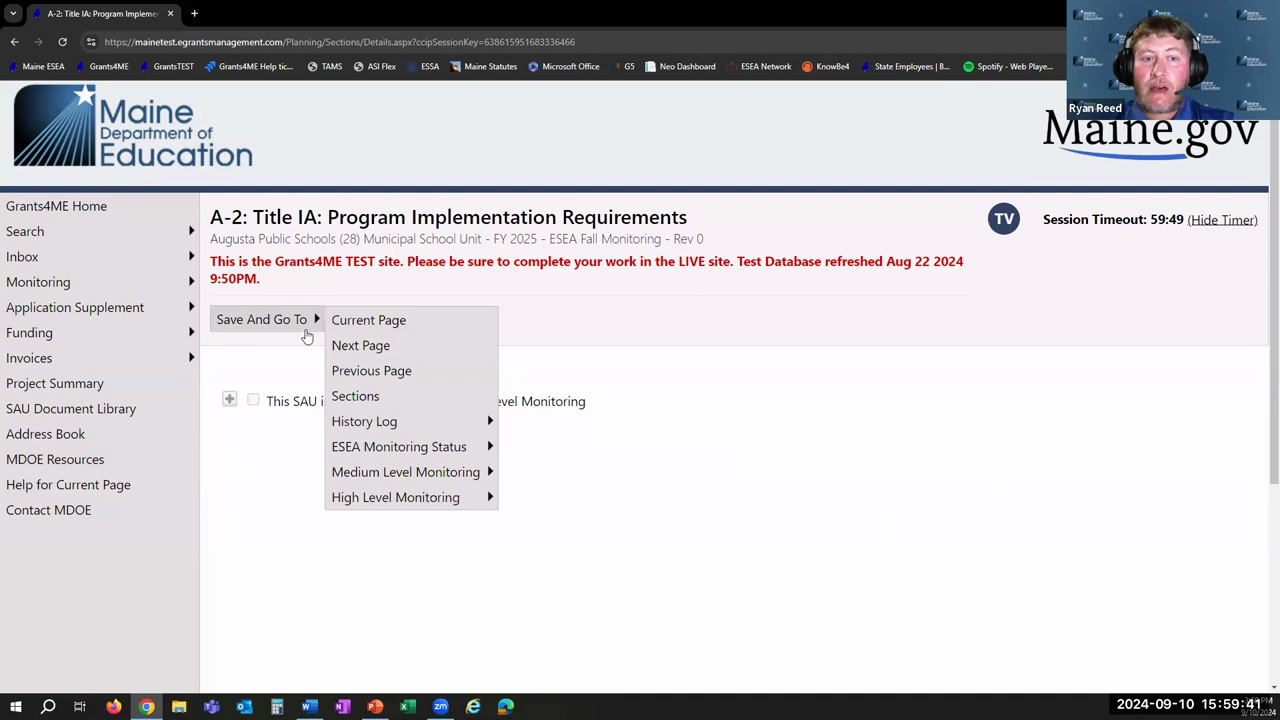 A-2: Title IA: Program Implemen
https://mainetest.egrantsmanagement.com/Planning/Sections/Details.aspx?ccipSessionKey=638615951683336466
Maine ESEA
Grants4ME
GrantsTEST
Grants4ME Help tic...
TAMS
ASI Flex
ESSA
Maine Statutes
Microsoft Office
G5
Neo Dashboard
ESEA Network
KnowBe4
State Employees | B...
Spotify - Web Playe...
Ryan Reed
Maine
Department of
Education
Maine.gov
Grants4ME Home
Search
Inbox
Monitoring
Application Supplement
Funding
Invoices
Project Summary
SAU Document Library
Address Book
MDOE Resources
Help for Current Page
Contact MDOE
A-2: Title IA: Program Implementation Requirements
TV
Session Timeout: 59:49 (Hide Timer)
Augusta Public Schools (28) Municipal School Unit - FY 2025 - ESEA Fall Monitoring - Rev 0
This is the Grants4ME TEST site. Please be sure to complete your work in the LIVE site. Test Database refreshed Aug 22 2024
9:50PM.
Save And Go To
Current Page
Next Page
Previous Page
Sections
History Log
ESEA Monitoring Status
Medium Level Monitoring
High Level Monitoring
This SAU i
evel Monitoring
2024-09-10 15:59:41
9/10/2024